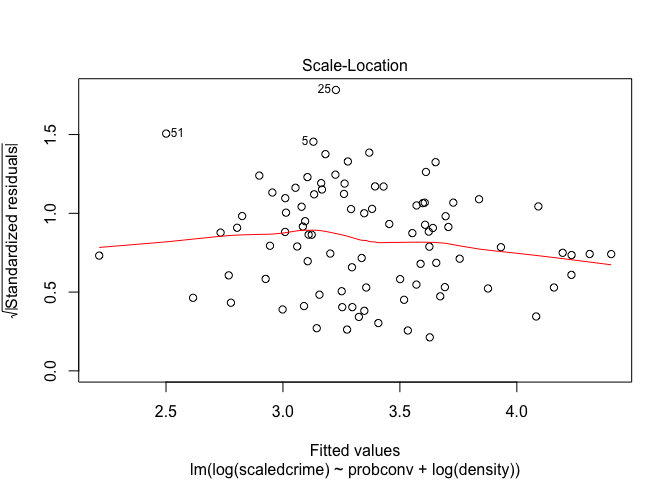 Scale-Location
√|Standardized residuals|
1.5
1.0
0.5
0.0
25
51
5
2.5 3.0 3.5 4.0
Fitted values
lm(log(scaledcrime) ~ probconv + log(density))